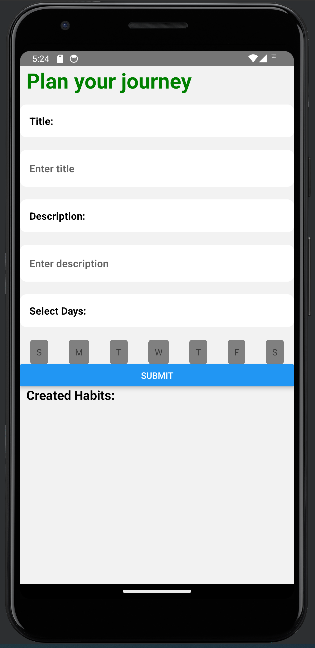 5:24
Plan your journey
Title:
Enter title
Description:
Enter description
Select Days:
S M T W T F S
SUBMIT
Created Habits: